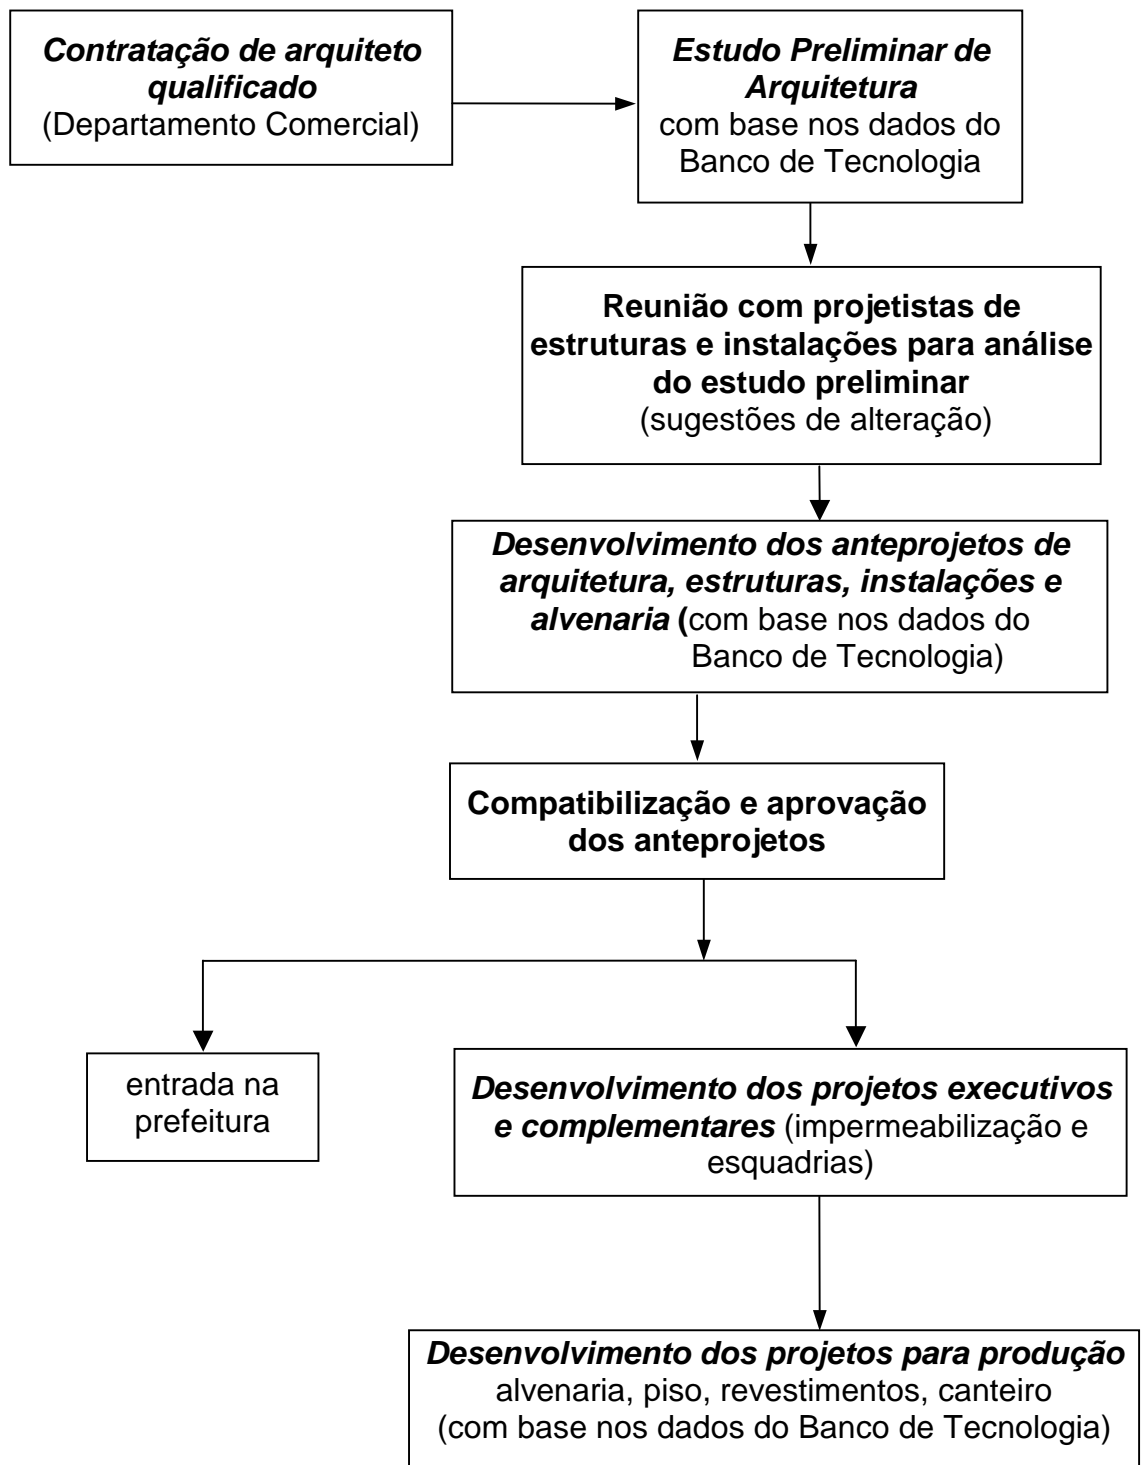 Contratação de arquiteto
qualificado
(Departamento Comercial)
Estudo Preliminar de
Arquitetura
com base nos dados do
Banco de Tecnologia
Reunião com projetistas de
estruturas e instalações para análise
do estudo preliminar
(sugestões de alteração)
Desenvolvimento dos anteprojetos de
arquitetura, estruturas, instalações e
alvenaria (com base nos dados do
Banco de Tecnologia)
Compatibilização e aprovação
dos anteprojetos
entrada na
prefeitura
Desenvolvimento dos projetos executivos
e complementares (impermeabilização e
esquadrias)
Desenvolvimento dos projetos para produção
alvenaria, piso, revestimentos, canteiro
(com base nos dados do Banco de Tecnologia)